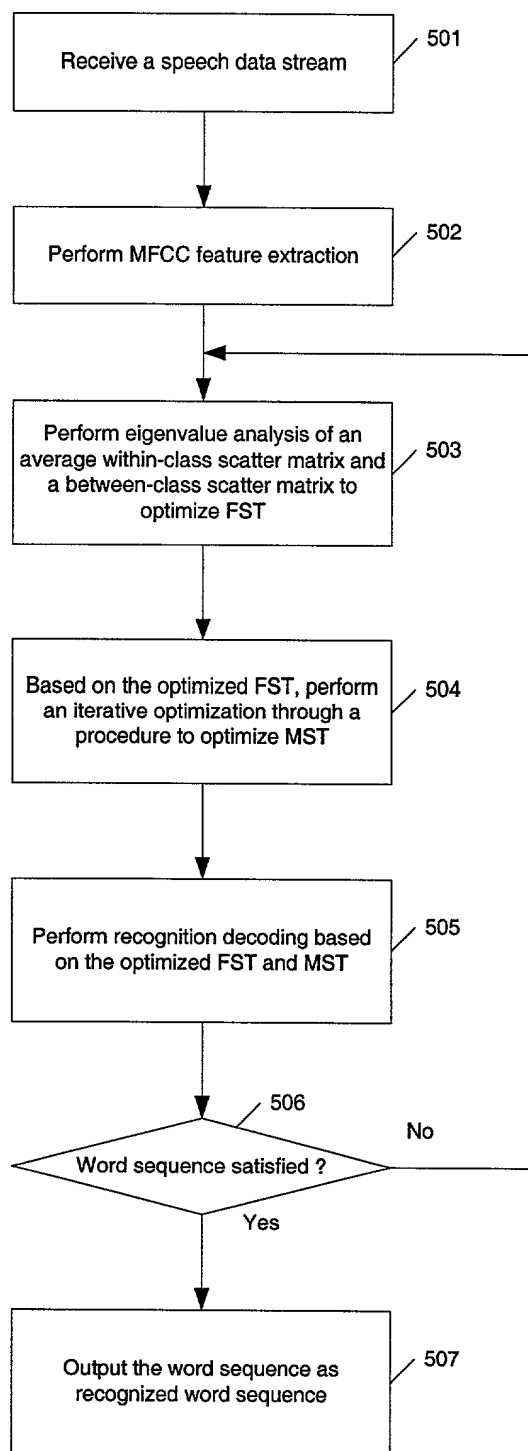 Receive a speech data stream
501
Perform MFCC feature extraction
502
Perform eigenvalue analysis of an
average within-class scatter matrix and
a between-class scatter matrix to
optimize FST
503
Based on the optimized FST, perform
an iterative optimization through a
procedure to optimize MST
504
Perform recognition decoding based
on the optimized FST and MST
505
506
Word sequence satisfied ?
No
Yes
Output the word sequence as
recognized word sequence
507